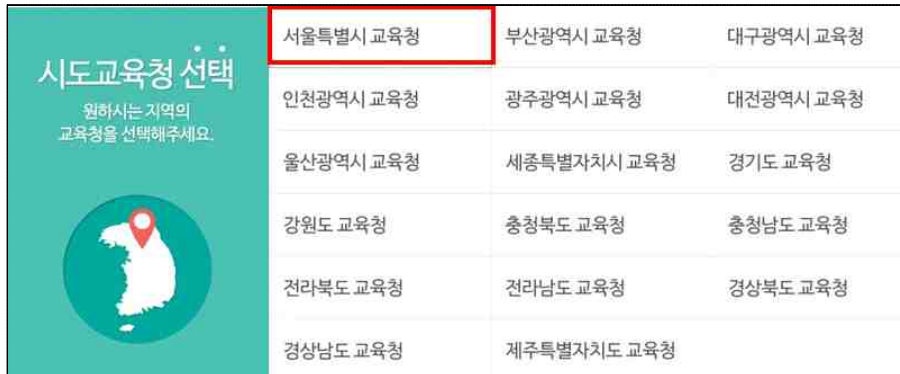 시도교육청 선택
원하시는 지역의
교육청을 선택해주세요.
서울특별시 교육청 부산광역시 교육청 대구광역시 교육청
인천광역시 교육청 광주광역시 교육청 대전광역시 교육청
울산광역시 교육청 세종특별자치시 교육청 경기도 교육청
강원도 교육청 충청북도 교육청 충청남도 교육청
전라북도 교육청 전라남도 교육청 경상북도 교육청
경상남도 교육청 제주특별자치도 교육청